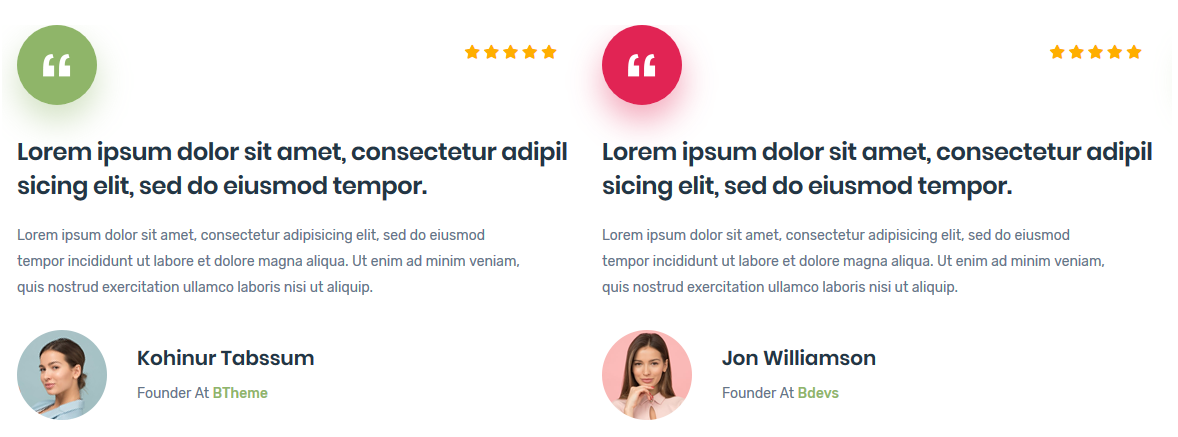 Lorem ipsum dolor sit amet, consectetur adipil
sicing elit, sed do eiusmod tempor.
Lorem ipsum dolor sit amet, consectetur adipisicing elit, sed do eiusmod
tempor incididunt ut labore et dolore magna aliqua. Ut enim ad minim veniam,
quis nostrud exercitation ullamco laboris nisi ut aliquip.
Kohinur Tabssum
Founder At BTheme
Lorem ipsum dolor sit amet, consectetur adipil
sicing elit, sed do eiusmod tempor.
Lorem ipsum dolor sit amet, consectetur adipisicing elit, sed do eiusmod
tempor incididunt ut labore et dolore magna aliqua. Ut enim ad minim veniam,
quis nostrud exercitation ullamco laboris nisi ut aliquip.
Jon Williamson
Founder At Bdevs